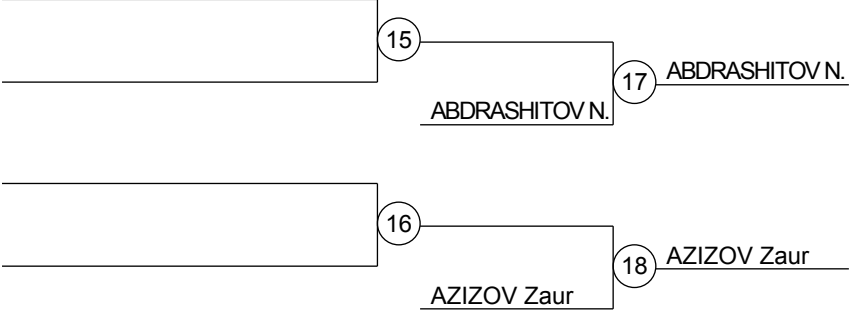 15
17 ABDRASHITOV N.
ABDRASHITOV N.
16
18 AZIZOV Zaur
AZIZOV Zaur